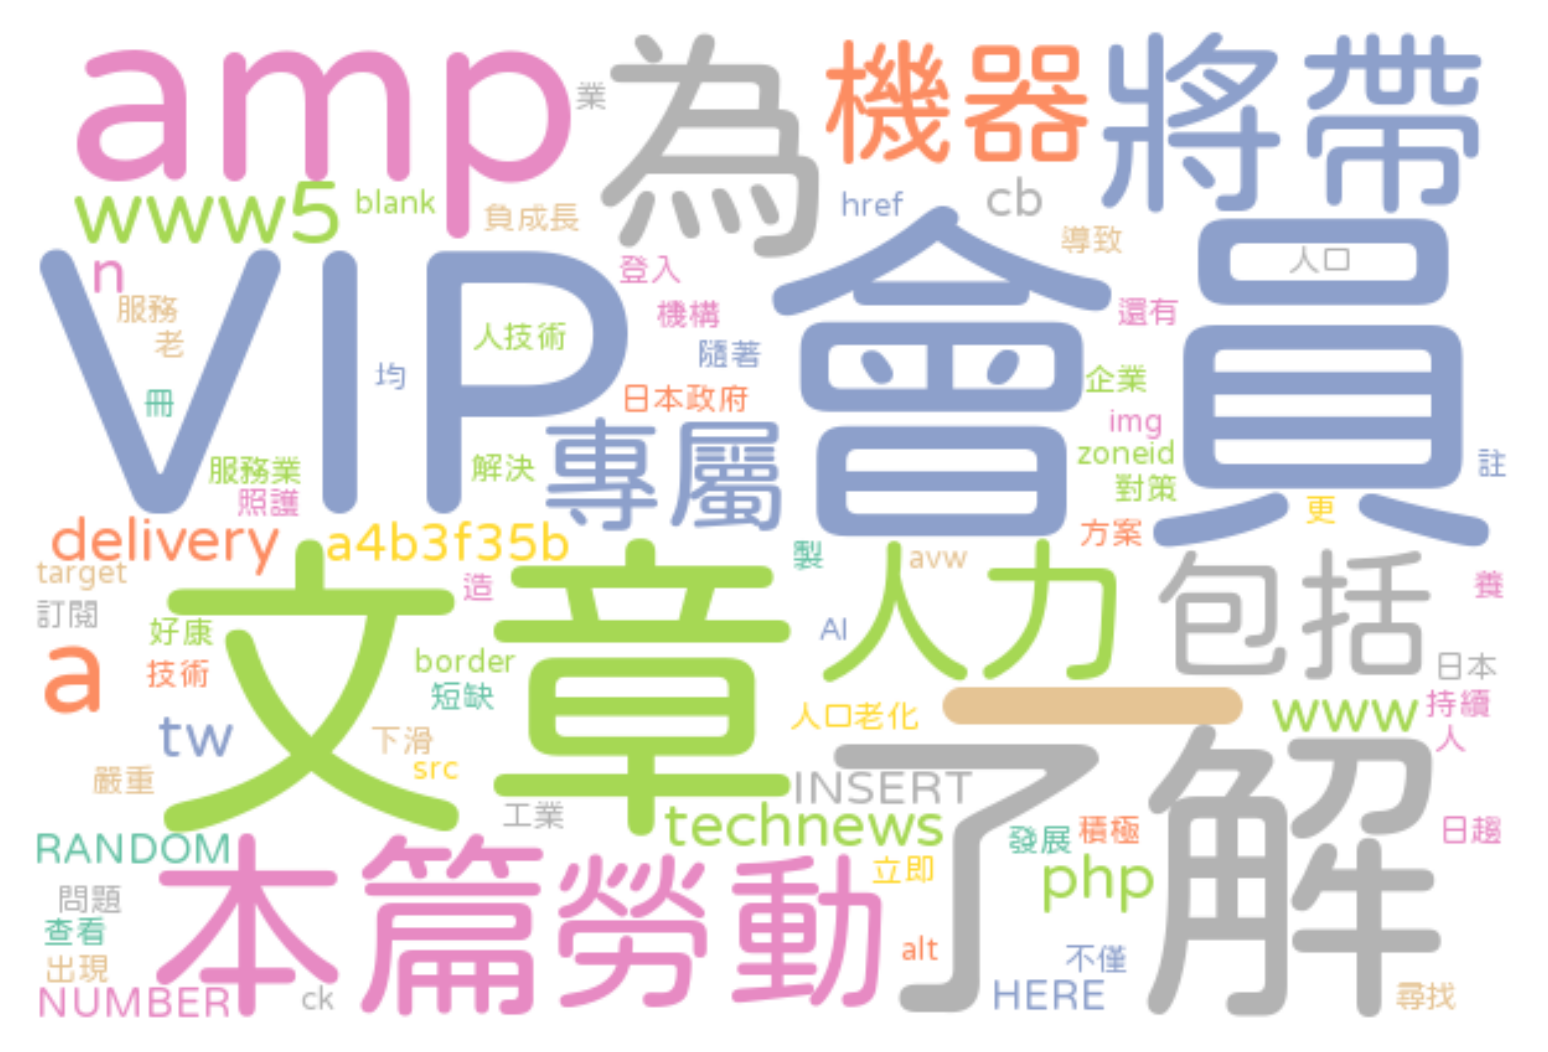 amp
業
為
機器
將帶
www5
blank
負成長
href
cb
導致
VIP
會員
人口
n
服務
老
登入
機構
還有
人技術
隨著
均
冊
日本政府
企業
img
專屬
zoneid
服務業
解決
對策
註
照護
更
delivery
a4b3f35b
方案
製
avw
文章
人力
包括
target
造
養
訂閱
好康
AI
a
技術
border
日本
短缺
一
持續
tw
人口老化
www
下滑
人
src
嚴重
INSERT
了解
工業
technews
RANDOM
發展
積極
日趨
本篇
勞動
立即
php
問題
查看
alt
不僅
出現
NUMBER
ck
HERE
尋找